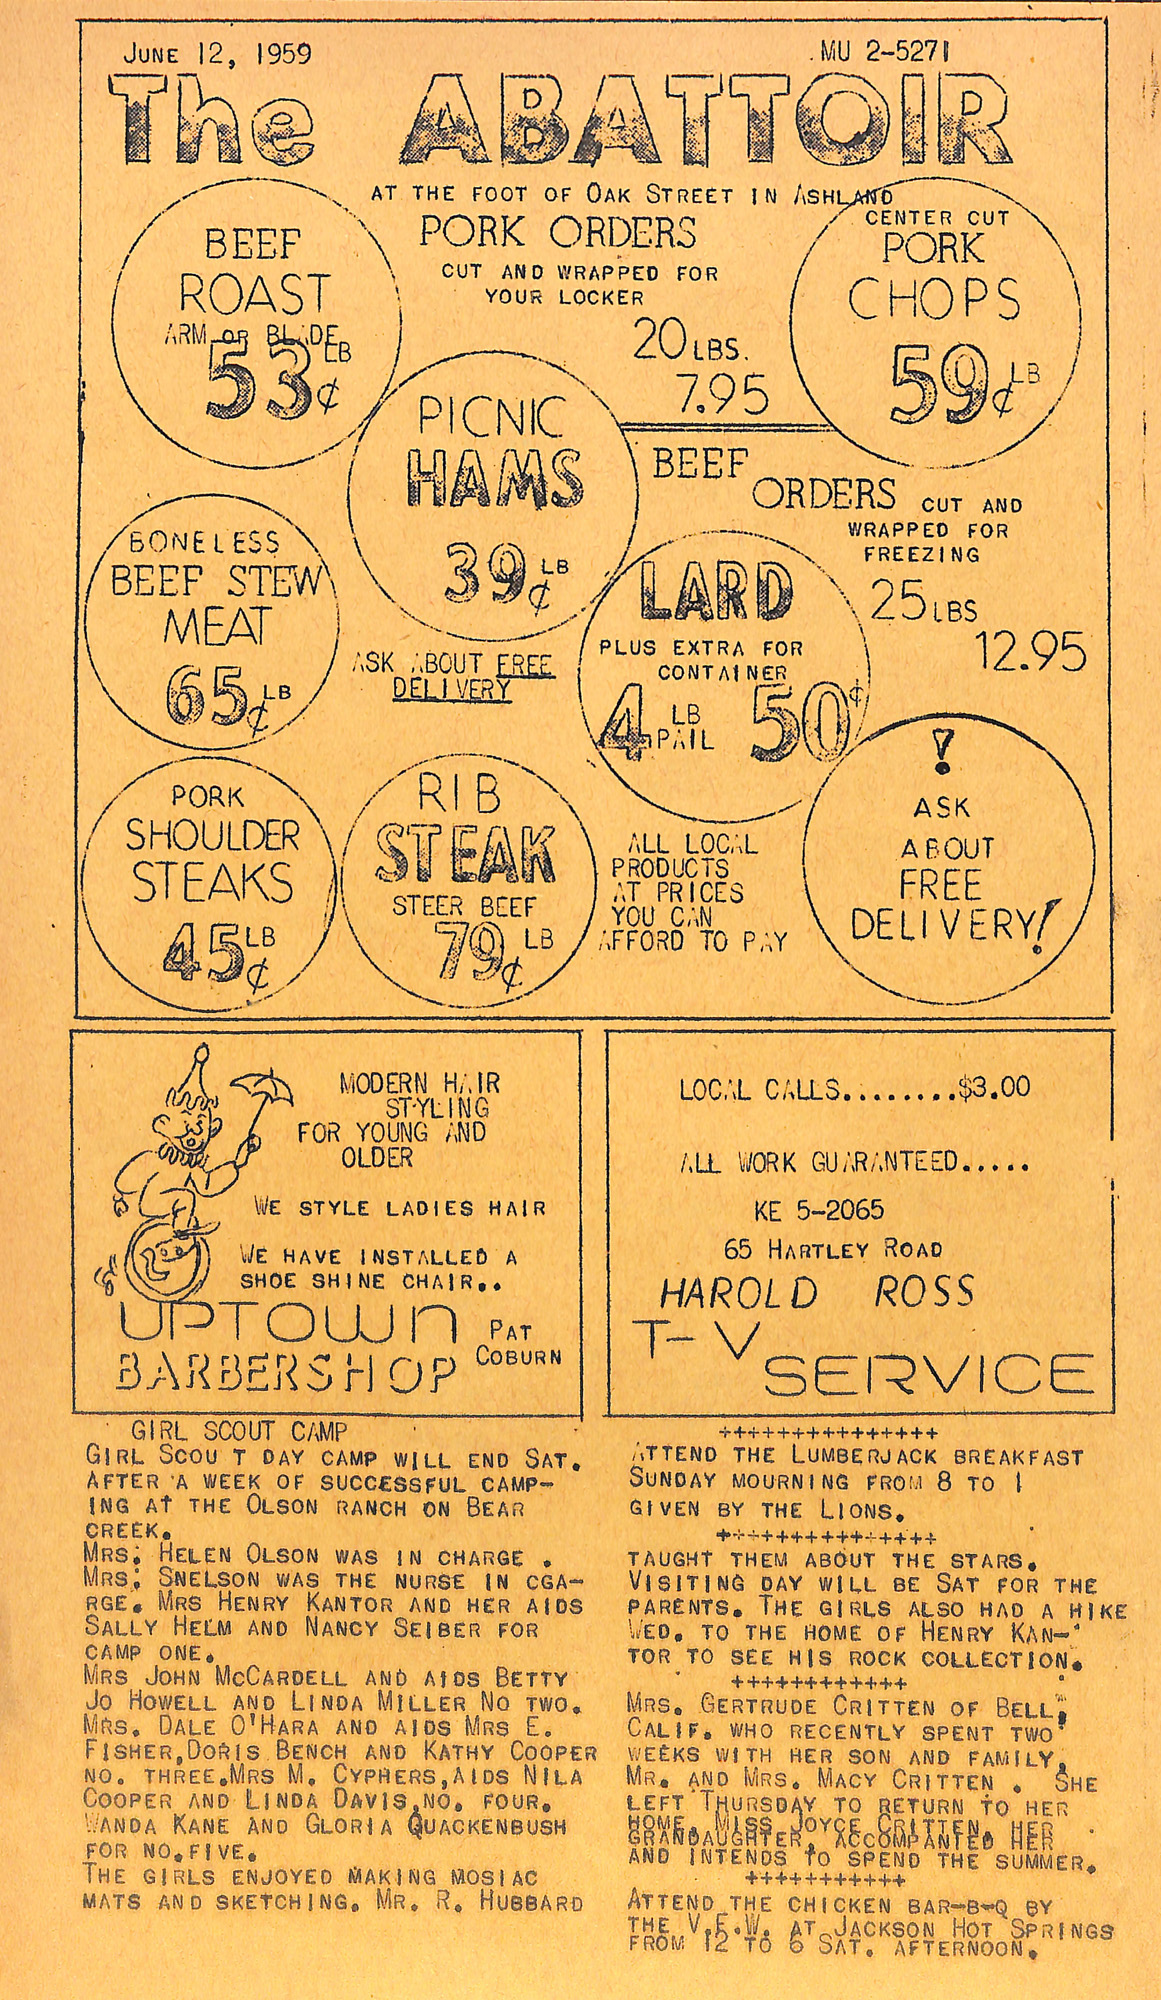 JUNE 12, 1959
MU 2-5271
The ABATTOIR
AT THE FOOT OF OAK STREET IN ASHLAND
BEEF
ROAST
ARM OR BLADE
53¢ LB
PORK ORDERS
CUT AND WRAPPED FOR
YOUR LOCKER
20 LBS.
7.95
CENTER CUT
PORK
CHOPS
59¢ LB
PICNIC
HAMS
39¢ LB
BEEF
ORDERS CUT AND
WRAPPED FOR
FREEZING
25 LBS
12.95
BONELESS
BEEF STEW
MEAT
65¢ LB
ASK ABOUT FREE
DELIVERY
LARD
PLUS EXTRA FOR
CONTAINER
4 LB PAIL 50¢
PORK
SHOULDER
STEAKS
45¢ LB
RIB
STEAK
STEER BEEF
79¢ LB
ALL LOCAL
PRODUCTS
AT PRICES
YOU CAN
AFFORD TO PAY
!
ASK
ABOUT
FREE
DELIVERY!
MODERN HAIR
STYLING
FOR YOUNG AND
OLDER
WE STYLE LADIES HAIR
WE HAVE INSTALLED A
SHOE SHINE CHAIR..
UPTOWN
BARBERSHOP
PAT
COBURN
LOCAL CALLS........$3.00
ALL WORK GUARANTEED.....
KE 5-2065
65 HARTLEY ROAD
HAROLD ROSS
T-V
SERVICE
GIRL SCOUT CAMP
GIRL SCOU T DAY CAMP WILL END SAT.
AFTER A WEEK OF SUCCESSFUL CAMP-
ING AT THE OLSON RANCH ON BEAR
CREEK.
MRS. HELEN OLSON WAS IN CHARGE .
MRS. SNELSON WAS THE NURSE IN CGA-
RGE. MRS HENRY KANTOR AND HER AIDS
SALLY HELM AND NANCY SEIBER FOR
CAMP ONE.
MRS JOHN MCCARDELL AND AIDS BETTY
JO HOWELL AND LINDA MILLER NO TWO.
MRS. DALE O'HARA AND AIDS MRS E.
FISHER,DORIS BENCH AND KATHY COOPER
NO. THREE.MRS M. CYPHERS,AIDS NILA
COOPER AND LINDA DAVIS,NO. FOUR.
WANDA KANE AND GLORIA QUACKENBUSH
FOR NO.FIVE.
THE GIRLS ENJOYED MAKING MOSIAC
MATS AND SKETCHING. MR. R. HUBBARD
+++++++++++++++
ATTEND THE LUMBERJACK BREAKFAST
SUNDAY MOURNING FROM 8 TO 1
GIVEN BY THE LIONS.
+++++++++++++++
TAUGHT THEM ABOUT THE STARS.
VISITING DAY WILL BE SAT FOR THE
PARENTS. THE GIRLS ALSO HAD A HIKE
WED. TO THE HOME OF HENRY KAN-
TOR TO SEE HIS ROCK COLLECTION.
++++++++++++
MRS. GERTRUDE CRITTEN OF BELL,
CALIF. WHO RECENTLY SPENT TWO
WEEKS WITH HER SON AND FAMILY,
MR. AND MRS. MACY CRITTEN . SHE
LEFT THURSDAY TO RETURN TO HER
HOME. MISS JOYCE CRITTEN, HER
GRANDAUGHTER, ACCOMPANIED HER
AND INTENDS TO SPEND THE SUMMER.
+++++++++++
ATTEND THE CHICKEN BAR-B-Q BY
THE V.F.W. AT JACKSON HOT SPRINGS
FROM 12 TO 6 SAT. AFTERNOON.